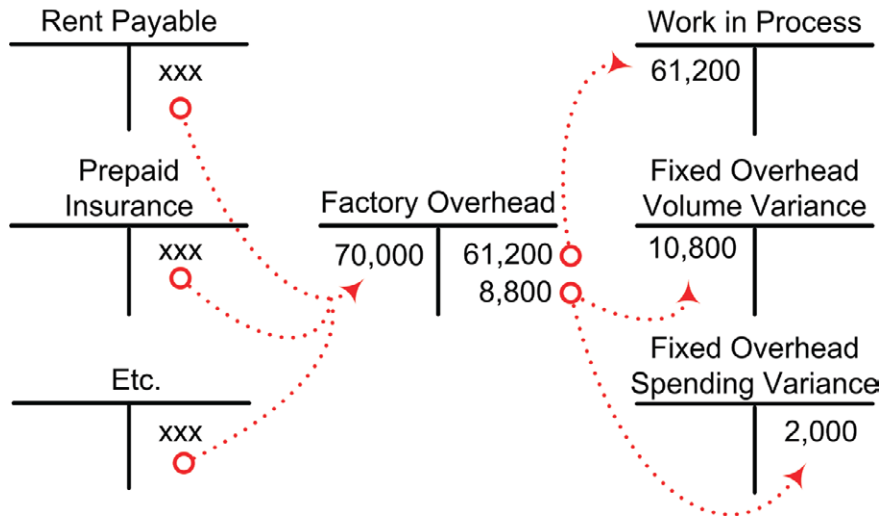 Rent Payable
xxx
Prepaid
Insurance
xxx
Etc.
xxx
Factory Overhead
70,000 61,200
8,800
Work in Process
61,200
Fixed Overhead
Volume Variance
10,800
Fixed Overhead
Spending Variance
2,000